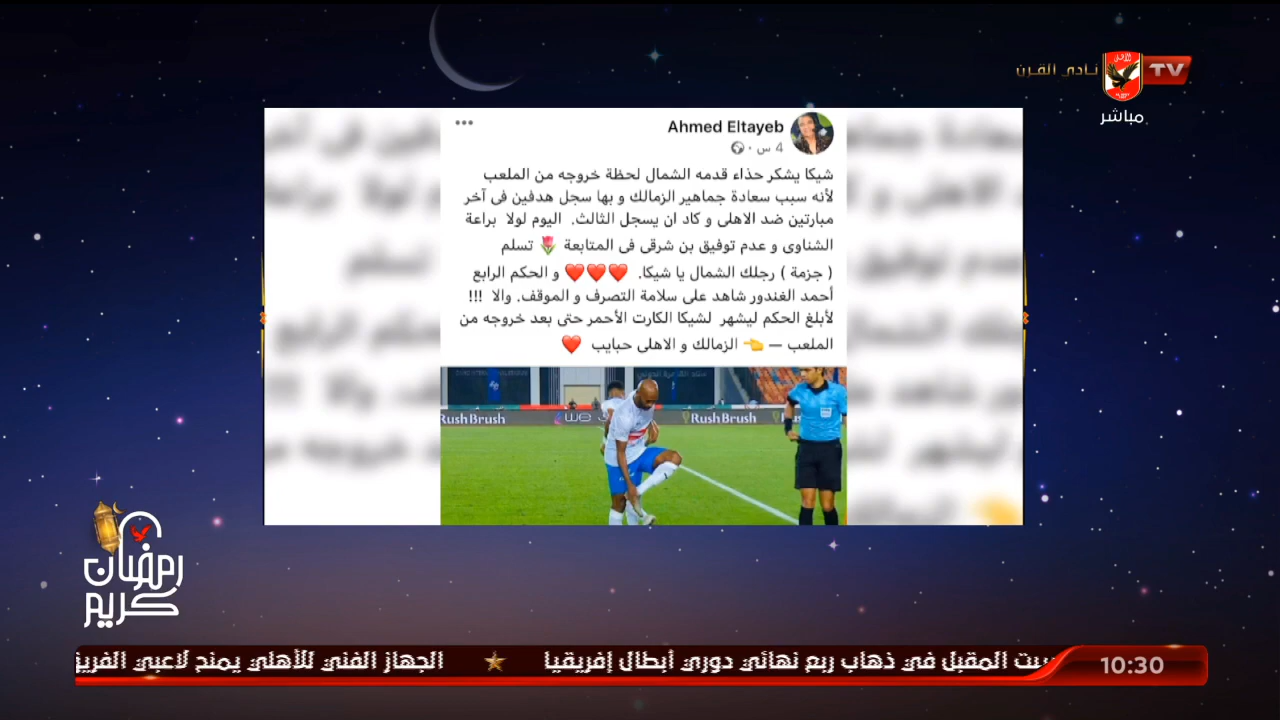 نادي القرن
TV
مباشر
Ahmed Eltayeb
4 س
شيكا يشكر حذاء قدمه الشمال لحظة خروجه من الملعب
لأنه سبب سعادة جماهير الزمالك و بها سجل هدفين فى آخر
مبارتين ضد الاهلى و كاد ان يسجل الثالث. اليوم لولا براعة
الشناوى و عدم توفيق بن شرقى فى المتابعة 🌷 تسلم
( جزمة ) رجلك الشمال يا شيكا. ❤️❤️❤️ و الحكم الرابع
أحمد الغندور شاهد على سلامة التصرف و الموقف. والا !!!
لأبلغ الحكم ليشهر لشيكا الكارت الأحمر حتى بعد خروجه من
الملعب — 👈 الزمالك و الاهلى حبايب ❤️
RushBrush
we
RushBrush
رمضان
كريم
المقبل في ذهاب ربع نهائي دوري أبطال إفريقيا
الجهاز الفني للأهلي يمنح لاعبي
10:30